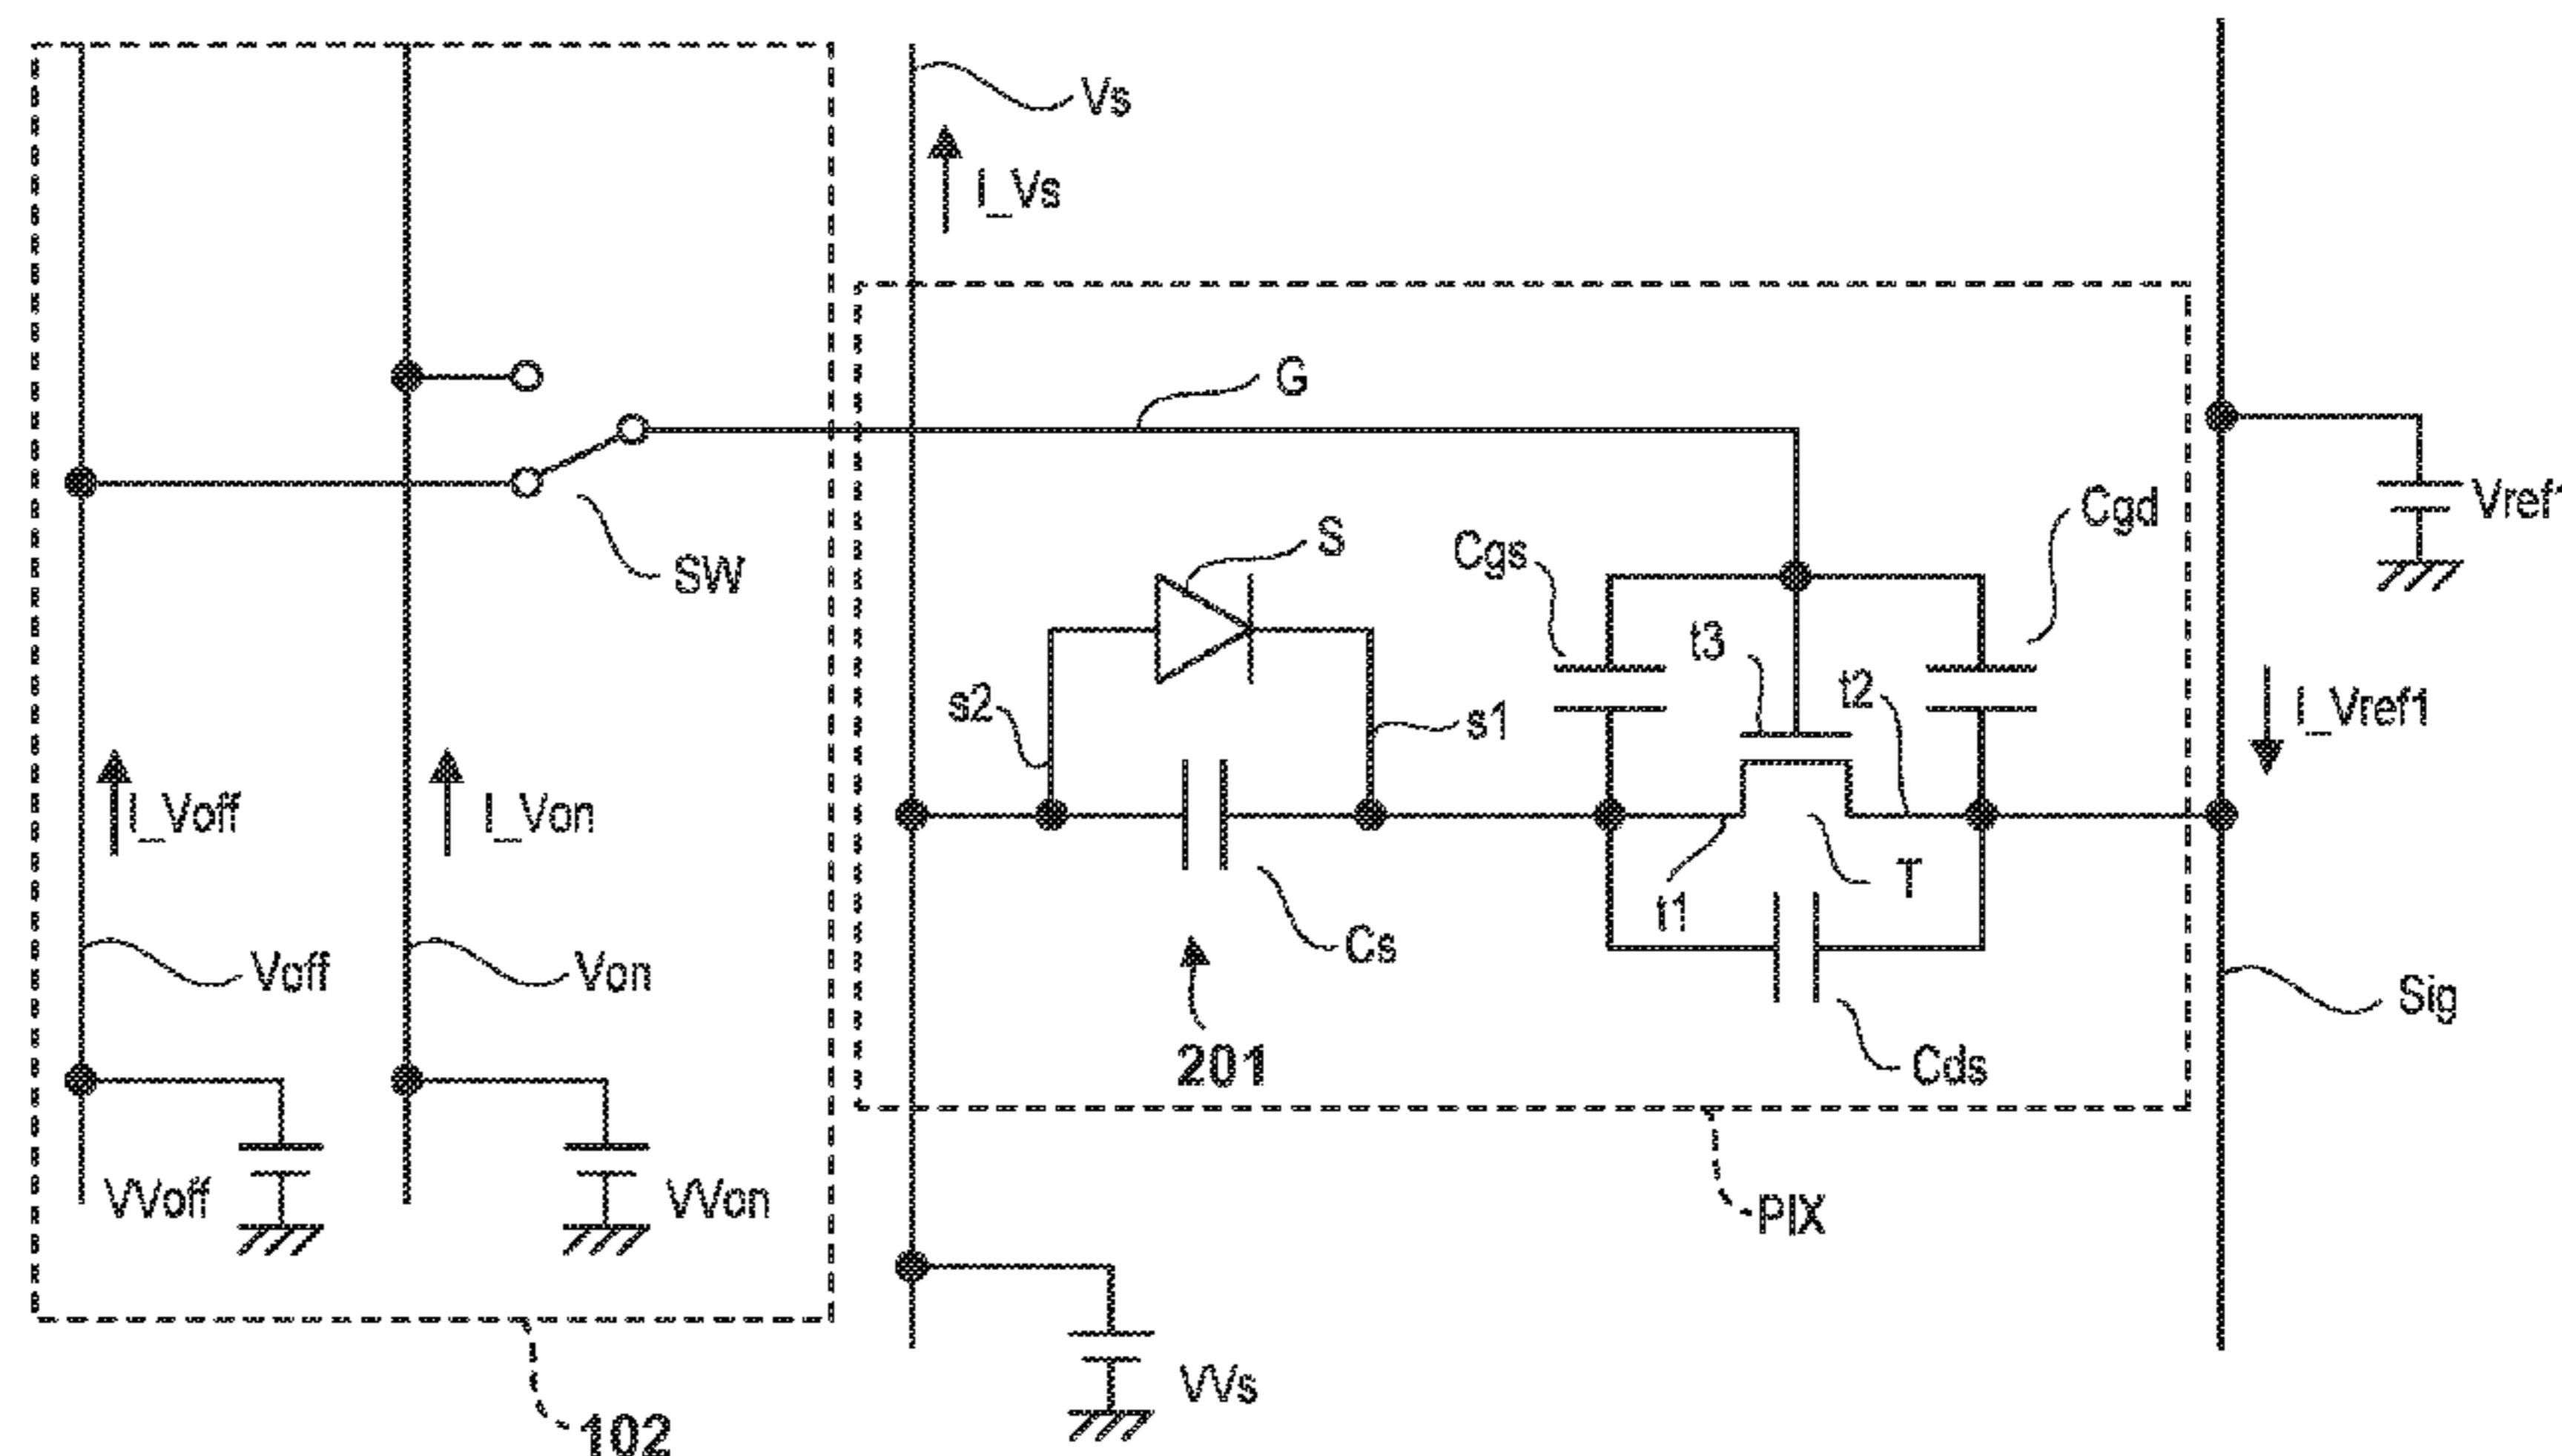 Vs
I_Vs
G
Vref1
Cgd
S
Cgs
SW
t3
t2
s2
s1
I_Vref1
I_Voff
I_Von
t1
T
Cs
Voff
Von
Sig
201
Cds
VVoff
VVon
PIX
VVs
102